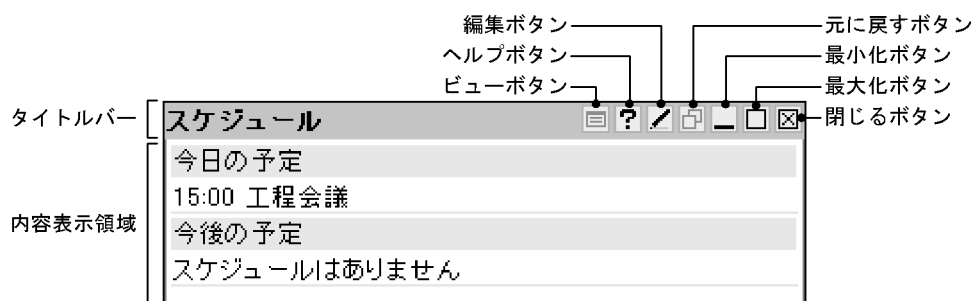 編集ボタン
元に戻すボタン
ヘルプボタン
最小化ボタン
ビューボタン
最大化ボタン
タイトルバー
スケジュール
?
閉じるボタン
今日の予定
15:00 工程会議
内容表示領域
今後の予定
スケジュールはありません